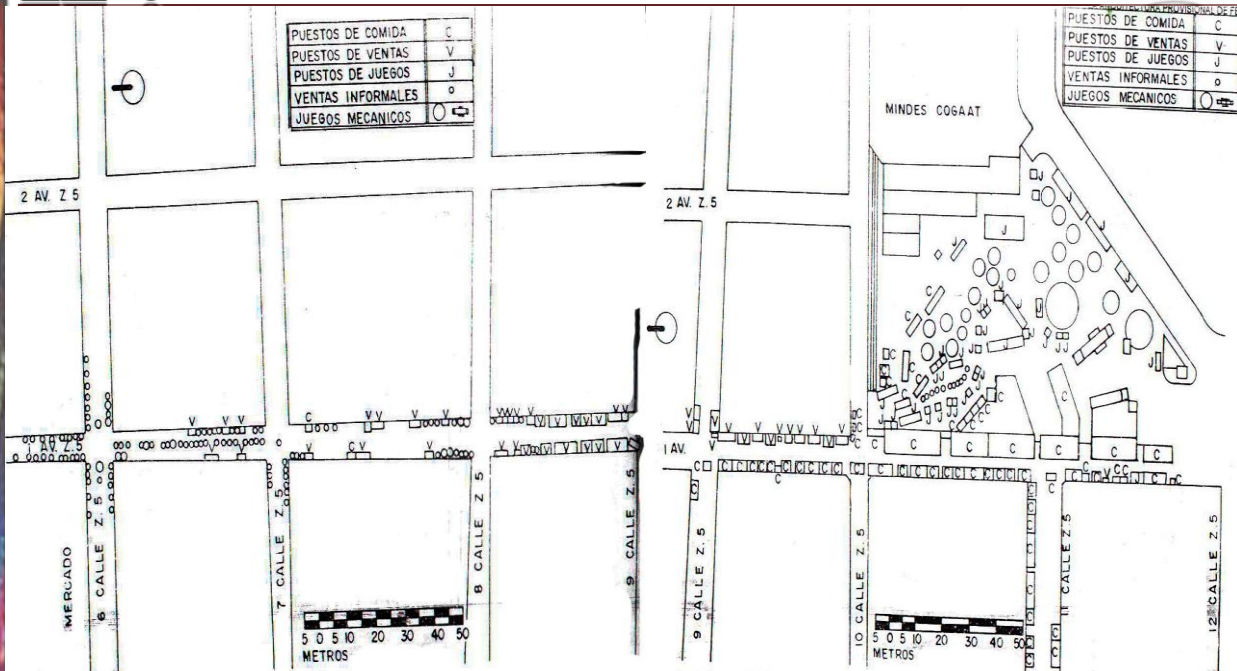 PUESTOS DE COMIDA C
PUESTOS DE VENTAS V
PUESTOS DE JUEGOS J
VENTAS INFORMALES o
JUEGOS MECANICOS
2 AV. Z.5
V V V C V V V V VVVV V V
V V V V V V
1 AV. Z.5
V V C V V V V V V V V V
MERCADO
6 CALLE Z.5
7 CALLE Z.5
8 CALLE Z.5
9 CALLE Z.5
5 0 5 10 20 30 40 50
METROS
PUESTOS DE COMIDA C
PUESTOS DE VENTAS V
PUESTOS DE JUEGOS J
VENTAS INFORMALES o
JUEGOS MECANICOS
MINDES COGAAT
2 AV. Z.5
J
J
J
J
J
J
C
C
J
J
V V V V V V V V
1 AV.
C C C C C C
C C C C C C C C C C
C
9 CALLE Z.5
10 CALLE Z.5
11 CALLE Z.5
12 CALLE Z.5
5 0 5 10 20 30 40 50
METROS